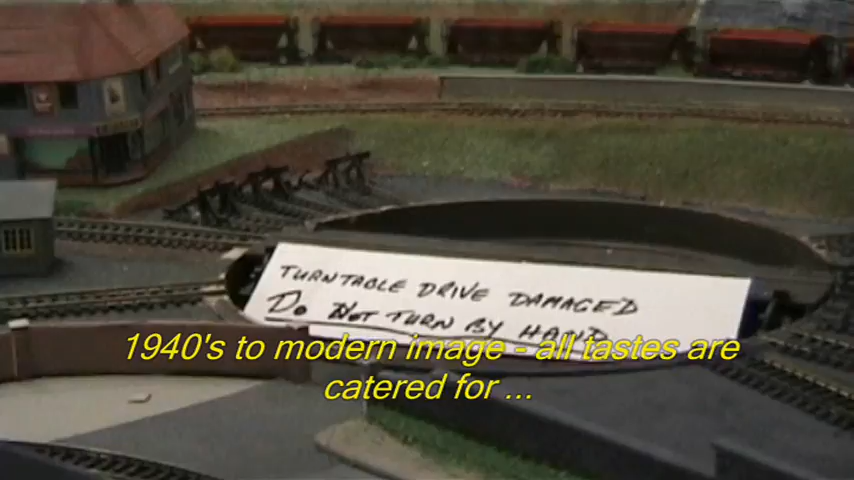 TURNTABLE DRIVE DAMAGED
Do NOT TURN BY HAND
1940's to modern image - all tastes are
catered for ...